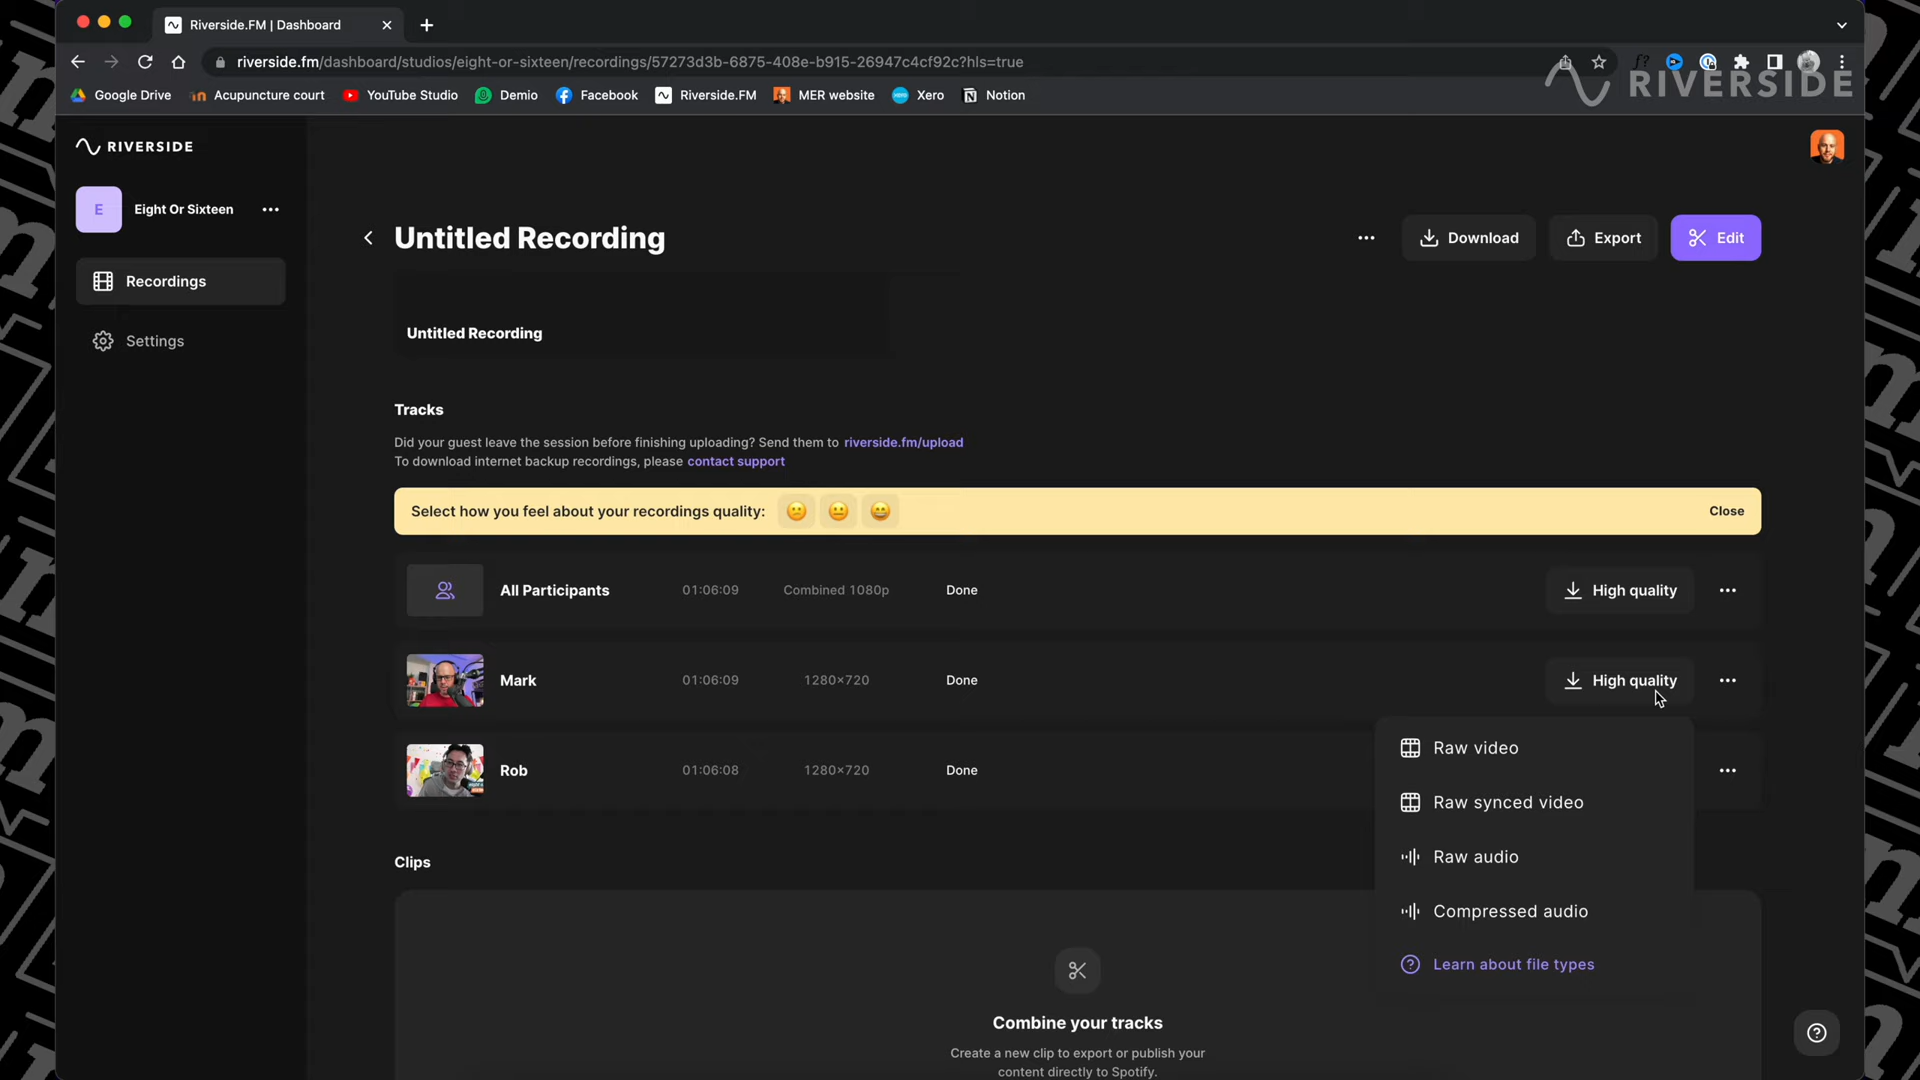 Riverside.FM | Dashboard
riverside.fm/dashboard/studios/eight-or-sixteen/recordings/57273d3b-6875-408e-b915-26947c4cf92c?hls=true
Google Drive
Acupuncture court
YouTube Studio
Demio
Facebook
Riverside.FM
MER website
Xero
Notion
RIVERSIDE
RIVERSIDE
E
Eight Or Sixteen
Recordings
Settings
Untitled Recording
Download
Export
Edit
Untitled Recording
Tracks
Did your guest leave the session before finishing uploading? Send them to riverside.fm/upload
To download internet backup recordings, please contact support
Select how you feel about your recordings quality:
Close
All Participants 01:06:09 Combined 1080p Done High quality
Mark 01:06:09 1280×720 Done High quality
Rob 01:06:08 1280×720 Done
Raw video
Raw synced video
Raw audio
Compressed audio
Learn about file types
Clips
Combine your tracks
Create a new clip to export or publish your
content directly to Spotify.